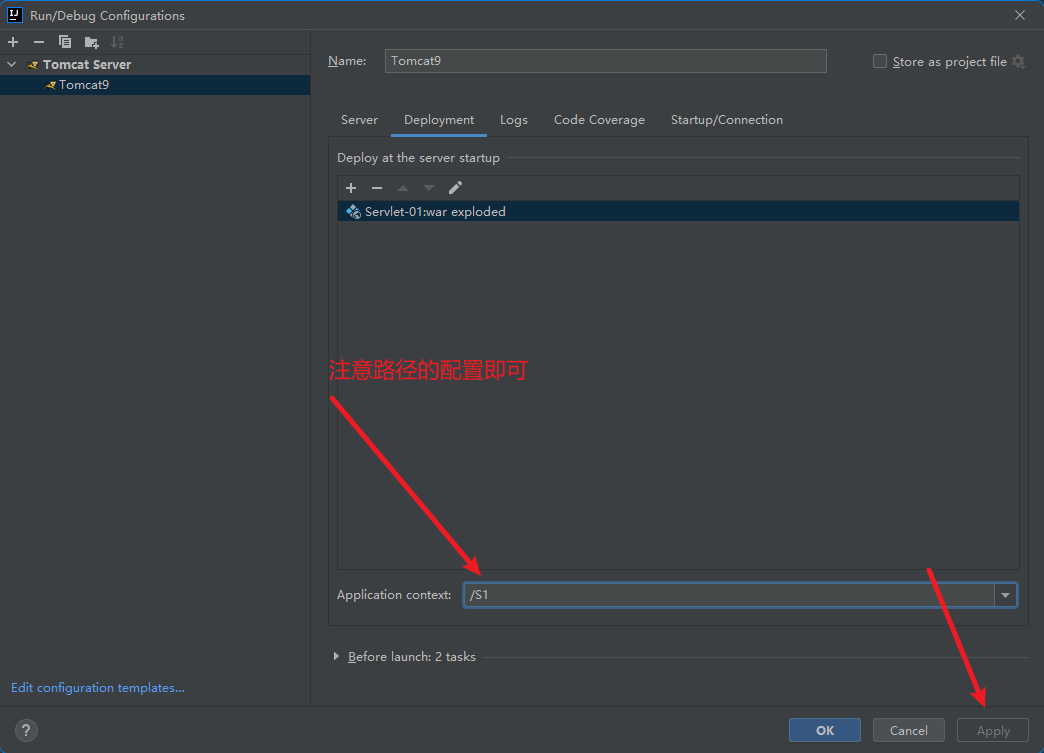 Run/Debug Configurations
Tomcat Server
Tomcat9
Name:
Tomcat9
Store as project file
Server
Deployment
Logs
Code Coverage
Startup/Connection
Deploy at the server startup
Servlet-01:war exploded
注意路径的配置即可
Application context:
/S1
Before launch: 2 tasks
Edit configuration templates...
?
OK
Cancel
Apply